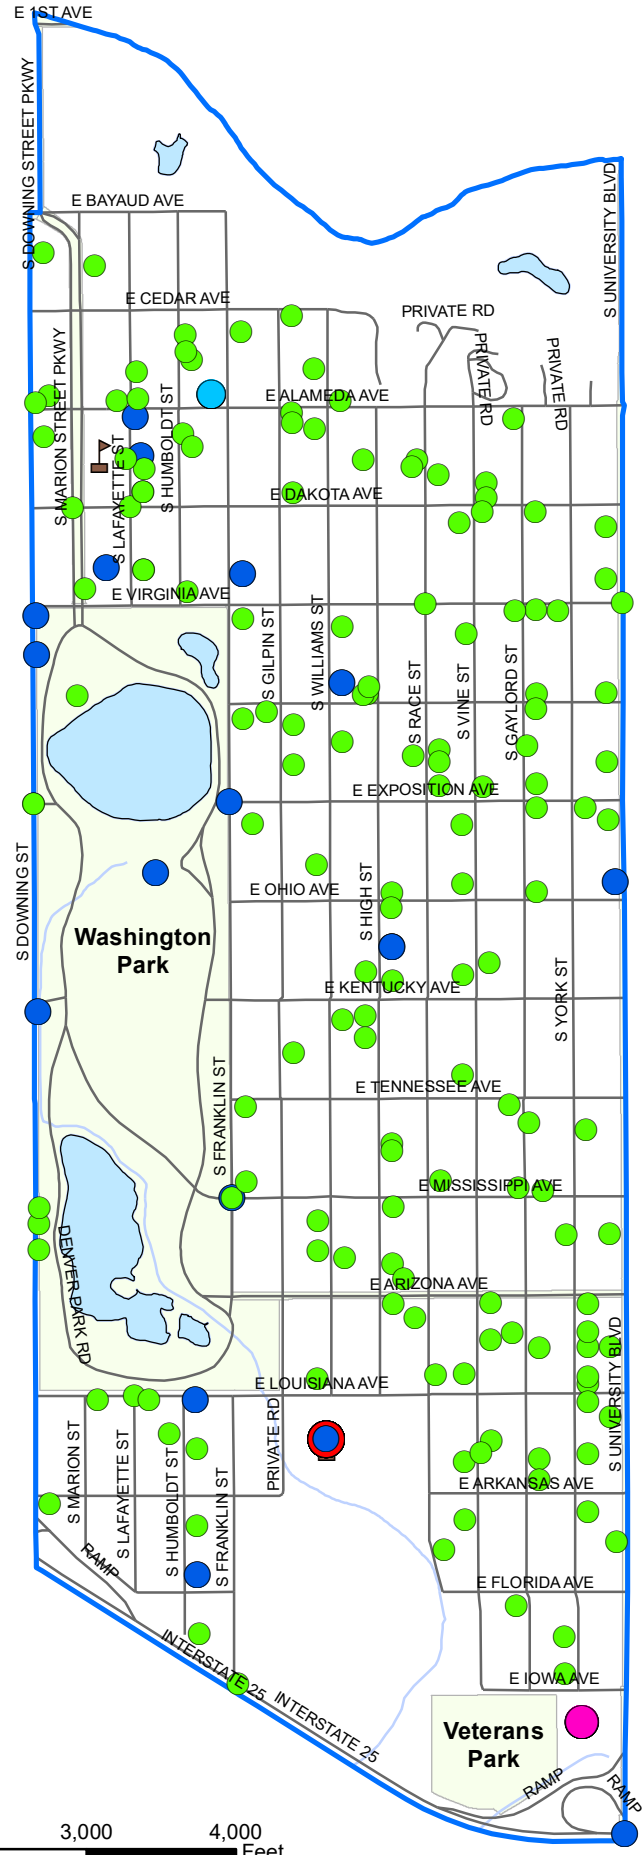 E 1ST AVE
S DOWNING STREET PKWY
E BAYAUD AVE
S UNIVERSITY BLVD
E CEDAR AVE
PRIVATE RD
PRIVATE RD
PRIVATE RD
S MARION STREET PKWY
S HUMBOLDT ST
E ALAMEDA AVE
S LAFAYETTE ST
E DAKOTA AVE
E VIRGINIA AVE
S GILPIN ST
S WILLIAMS ST
S RACE ST
S VINE ST
S GAYLORD ST
E EXPOSITION AVE
S DOWNING ST
E OHIO AVE
S HIGH ST
Washington
Park
E KENTUCKY AVE
S YORK ST
S FRANKLIN ST
E TENNESSEE AVE
E MISSISSIPPI AVE
DENVER PARK RD
E ARIZONA AVE
S UNIVERSITY BLVD
E LOUISIANA AVE
S MARION ST
S LAFAYETTE ST
S HUMBOLDT ST
S FRANKLIN ST
PRIVATE RD
E ARKANSAS AVE
RAMP
E FLORIDA AVE
INTERSTATE 25
INTERSTATE 25
E IOWA AVE
Veterans
Park
RAMP
RAMP
3,000
4,000
Feet